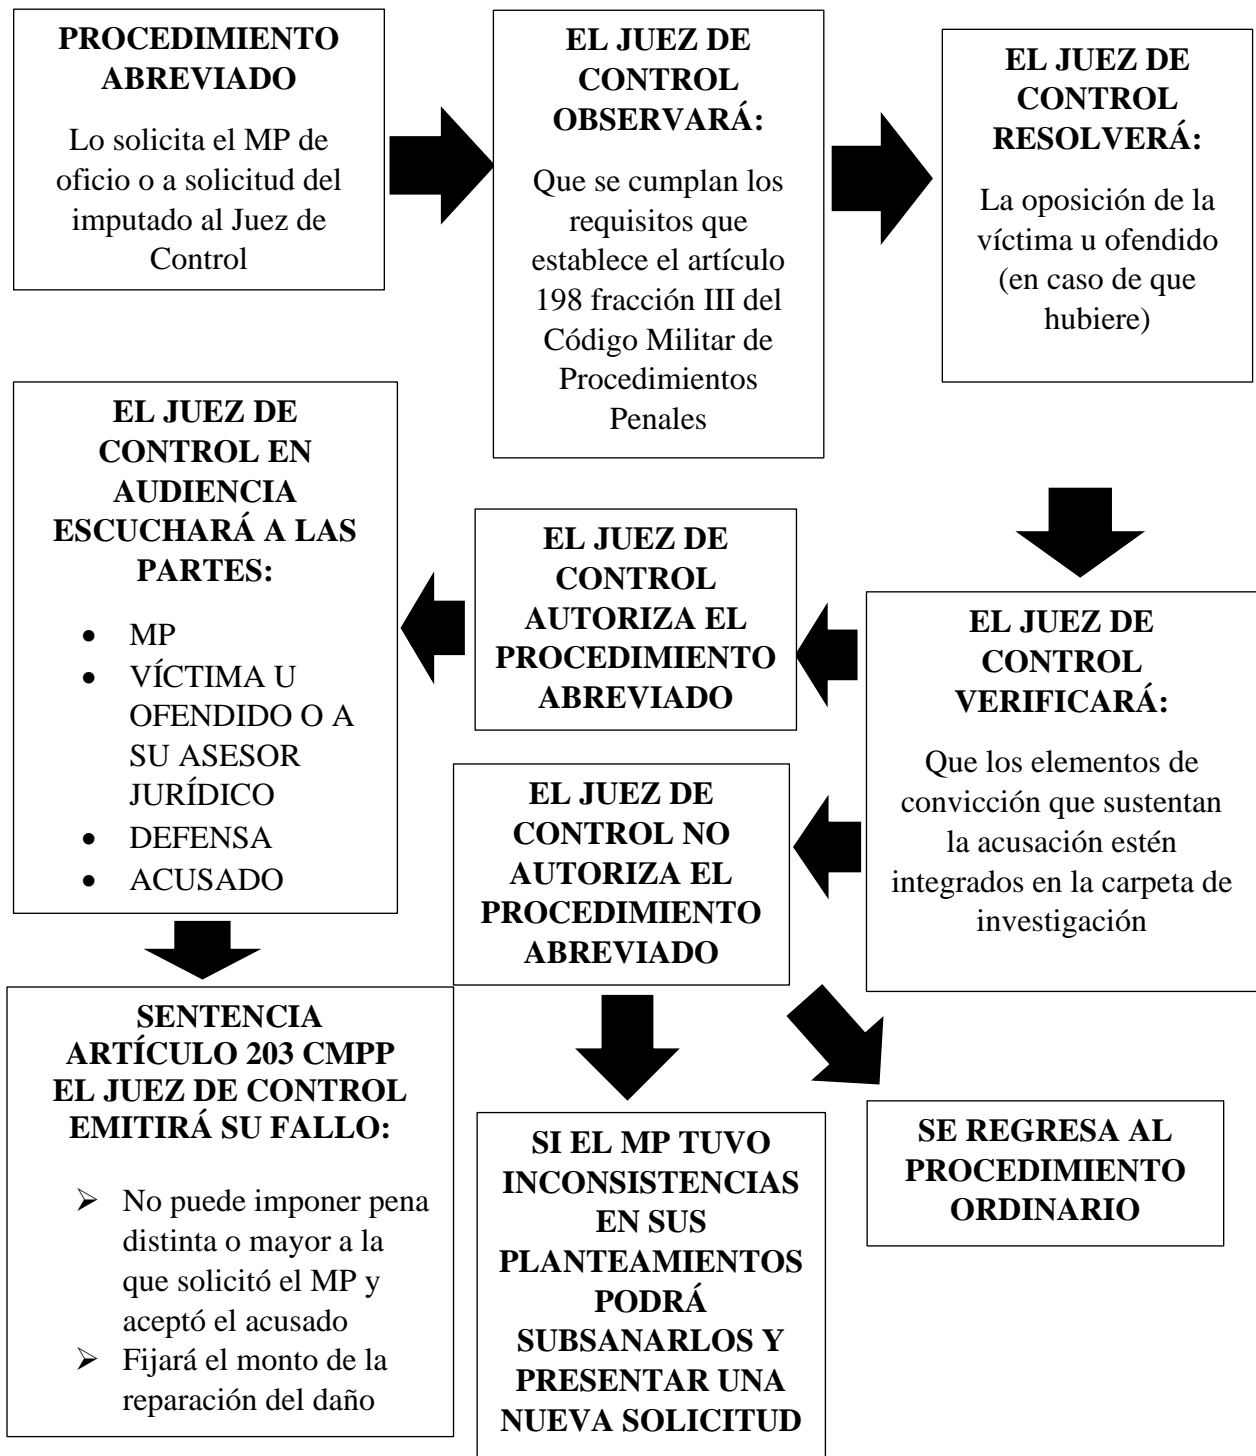 PROCEDIMIENTO
ABREVIADO
Lo solicita el MP de
oficio o a solicitud del
imputado al Juez de
Control
EL JUEZ DE
CONTROL
OBSERVARÁ:
Que se cumplan los
requisitos que
establece el artículo
198 fracción III del
Código Militar de
Procedimientos
Penales
EL JUEZ DE
CONTROL
RESOLVERÁ:
La oposición de la
víctima u ofendido
(en caso de que
hubiere)
EL JUEZ DE
CONTROL
VERIFICARÁ:
Que los elementos de
convicción que sustentan
la acusación estén
integrados en la carpeta de
investigación
EL JUEZ DE
CONTROL
AUTORIZA EL
PROCEDIMIENTO
ABREVIADO
EL JUEZ DE
CONTROL EN
AUDIENCIA
ESCUCHARÁ A LAS
PARTES:
• MP
• VÍCTIMA U
OFENDIDO O A
SU ASESOR
JURÍDICO
• DEFENSA
• ACUSADO
SENTENCIA
ARTÍCULO 203 CMPP
EL JUEZ DE CONTROL
EMITIRÁ SU FALLO:
➢ No puede imponer pena
distinta o mayor a la
que solicitó el MP y
aceptó el acusado
➢ Fijará el monto de la
reparación del daño
EL JUEZ DE
CONTROL NO
AUTORIZA EL
PROCEDIMIENTO
ABREVIADO
SI EL MP TUVO
INCONSISTENCIAS
EN SUS
PLANTEAMIENTOS
PODRÁ
SUBSANARLOS Y
PRESENTAR UNA
NUEVA SOLICITUD
SE REGRESA AL
PROCEDIMIENTO
ORDINARIO